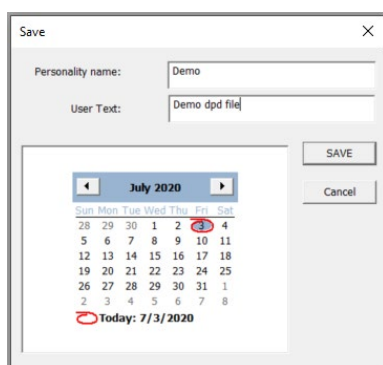 Save
Personality name: Demo
User Text: Demo dpd file
SAVE
Cancel
July 2020
Sun Mon Tue Wed Thu Fri Sat
28 29 30 1 2 3 4
5 6 7 8 9 10 11
12 13 14 15 16 17 18
19 20 21 22 23 24 25
26 27 28 29 30 31 1
2 3 4 5 6 7 8
Today: 7/3/2020